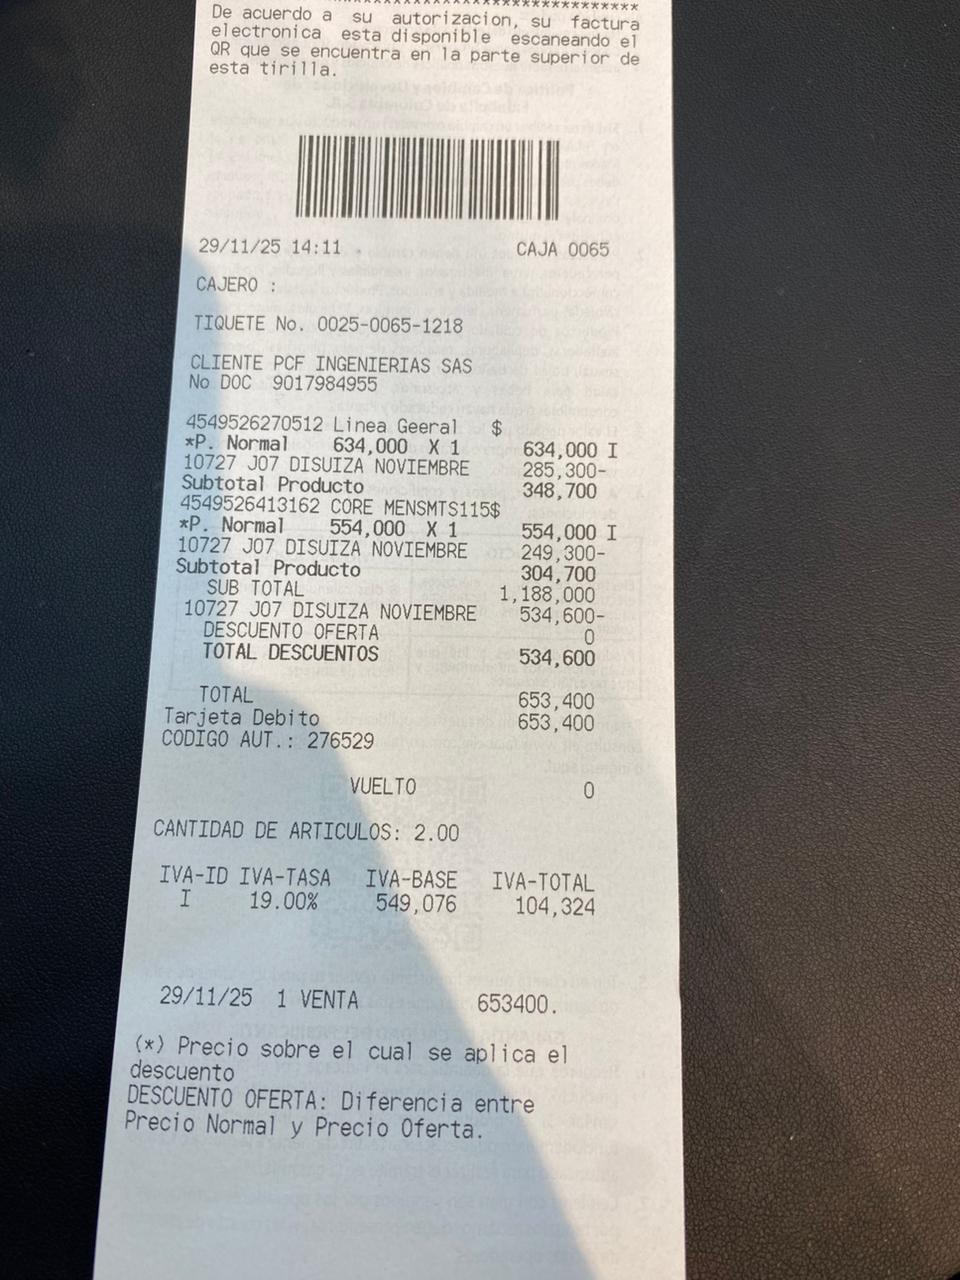 De acuerdo a su autorizacion, su factura
electronica esta disponible escaneando el
QR que se encuentra en la parte superior de
esta tirilla.
29/11/25 14:11 CAJA 0065
CAJERO :
TIQUETE No. 0025-0065-1218
CLIENTE PCF INGENIERIAS SAS
No DOC 9017984955
4549526270512 Linea Geeral $
*P. Normal 634,000 X 1 634,000 I
10727 J07 DISUIZA NOVIEMBRE 285,300-
Subtotal Producto 348,700
4549526413162 CORE MENSMTS115$
*P. Normal 554,000 X 1 554,000 I
10727 J07 DISUIZA NOVIEMBRE 249,300-
Subtotal Producto 304,700
SUB TOTAL 1,188,000
10727 J07 DISUIZA NOVIEMBRE 534,600-
DESCUENTO OFERTA 0
TOTAL DESCUENTOS 534,600
TOTAL 653,400
Tarjeta Debito 653,400
CODIGO AUT.: 276529
VUELTO 0
CANTIDAD DE ARTICULOS: 2.00
IVA-ID IVA-TASA IVA-BASE IVA-TOTAL
I 19.00% 549,076 104,324
29/11/25 1 VENTA 653400.
(*) Precio sobre el cual se aplica el
descuento
DESCUENTO OFERTA: Diferencia entre
Precio Normal y Precio Oferta.